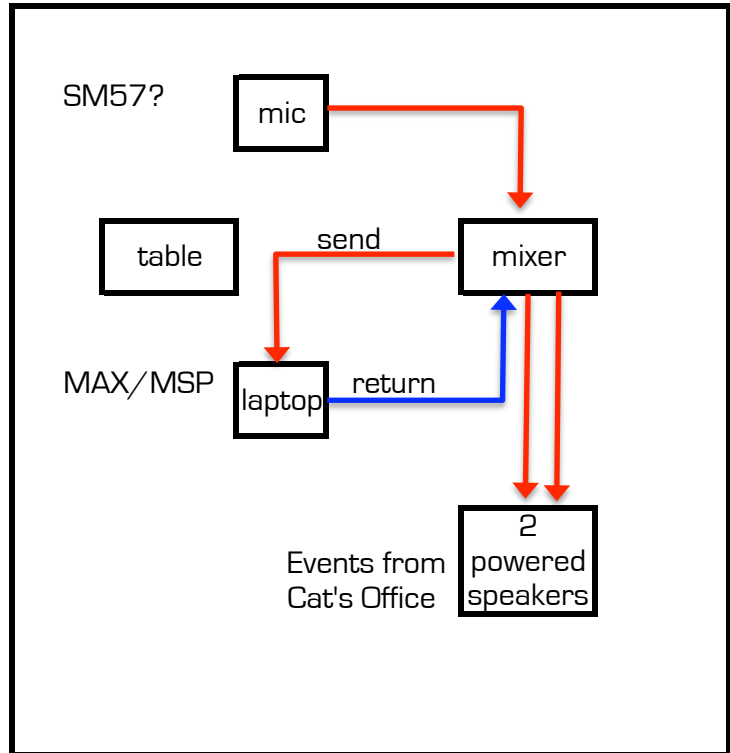 SM57?
mic
send
table
mixer
MAX/MSP
laptop
return
2
powered
speakers
Events from
Cat's Office